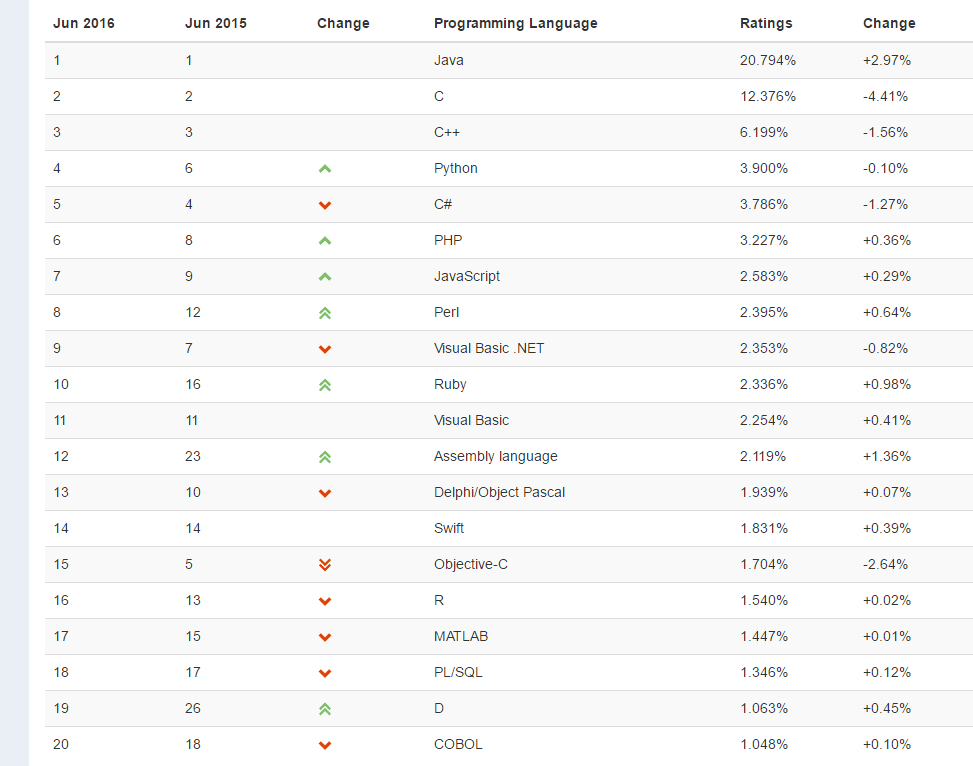 Jun 2016 Jun 2015 Change Programming Language Ratings Change
1 1 Java 20.794% +2.97%
2 2 C 12.376% -4.41%
3 3 C++ 6.199% -1.56%
4 6 Python 3.900% -0.10%
5 4 C# 3.786% -1.27%
6 8 PHP 3.227% +0.36%
7 9 JavaScript 2.583% +0.29%
8 12 Perl 2.395% +0.64%
9 7 Visual Basic .NET 2.353% -0.82%
10 16 Ruby 2.336% +0.98%
11 11 Visual Basic 2.254% +0.41%
12 23 Assembly language 2.119% +1.36%
13 10 Delphi/Object Pascal 1.939% +0.07%
14 14 Swift 1.831% +0.39%
15 5 Objective-C 1.704% -2.64%
16 13 R 1.540% +0.02%
17 15 MATLAB 1.447% +0.01%
18 17 PL/SQL 1.346% +0.12%
19 26 D 1.063% +0.45%
20 18 COBOL 1.048% +0.10%